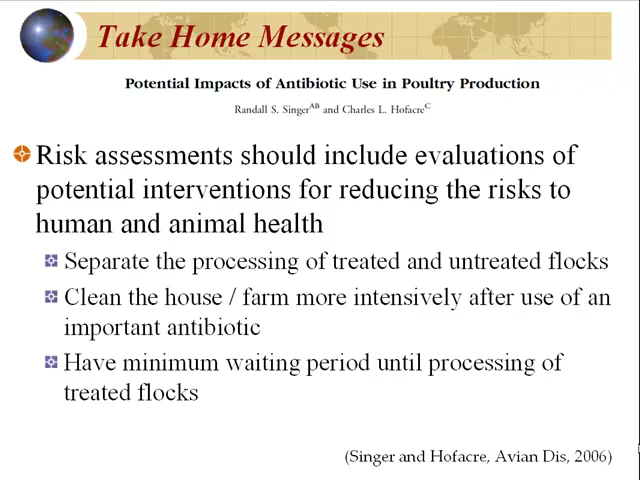 Take Home Messages
Potential Impacts of Antibiotic Use in Poultry Production
Randall S. Singerᴬᴮ and Charles L. Hofacreᶜ
Risk assessments should include evaluations of
potential interventions for reducing the risks to
human and animal health
Separate the processing of treated and untreated flocks
Clean the house / farm more intensively after use of an
important antibiotic
Have minimum waiting period until processing of
treated flocks
(Singer and Hofacre, Avian Dis, 2006)